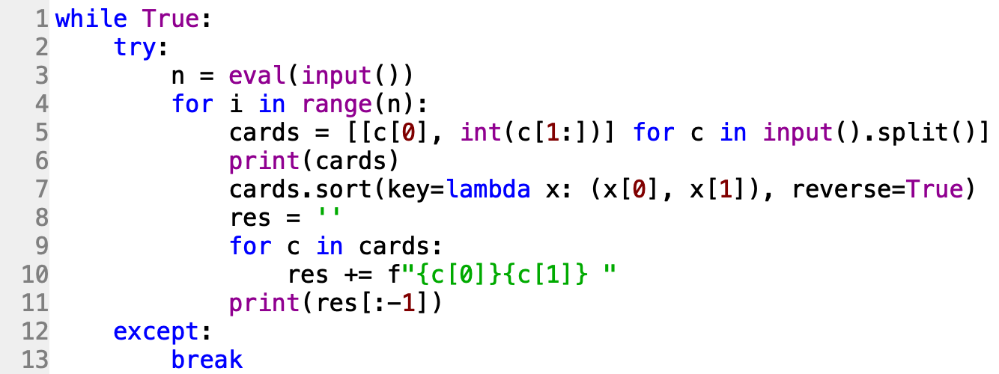 1 while True:
2     try:
3         n = eval(input())
4         for i in range(n):
5             cards = [[c[0], int(c[1:])] for c in input().split()]
6             print(cards)
7             cards.sort(key=lambda x: (x[0], x[1]), reverse=True)
8             res = ''
9             for c in cards:
10                 res += f"{c[0]}{c[1]} "
11             print(res[:-1])
12     except:
13         break